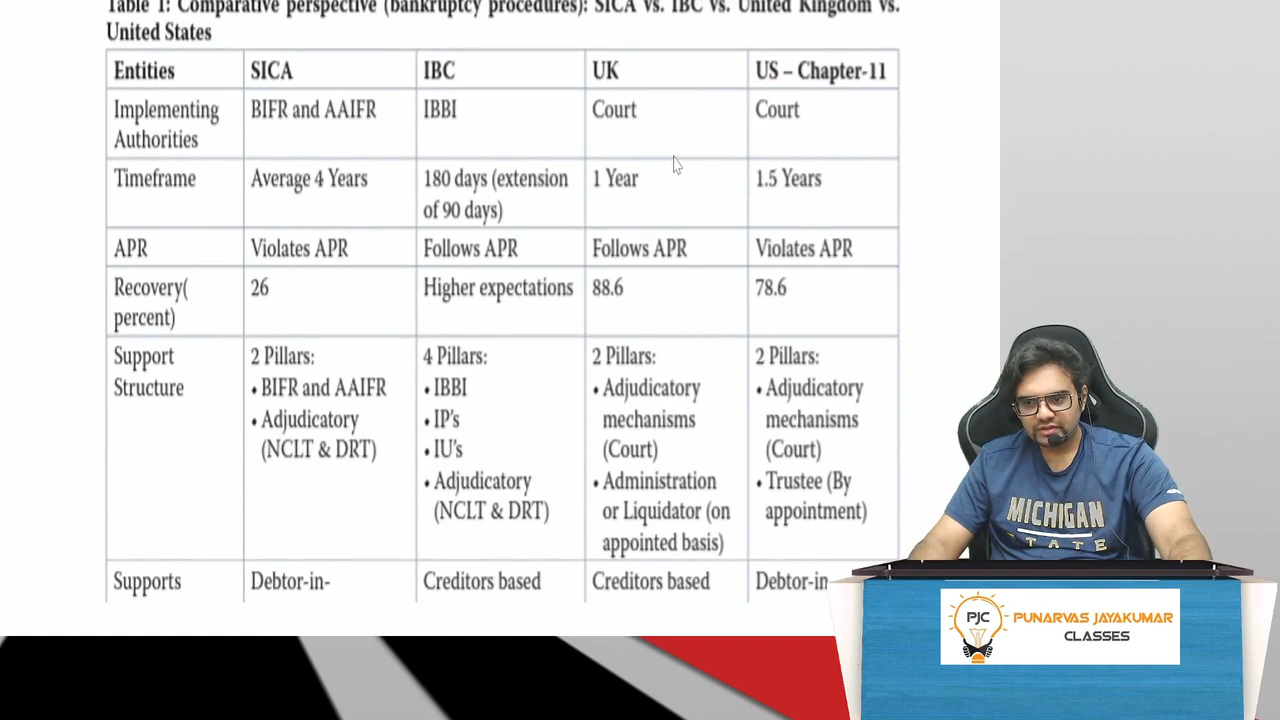 Table 1: Comparative perspective (bankruptcy procedures): SICA vs. IBC vs. United Kingdom vs.
United States
Entities SICA IBC UK US – Chapter-11
Implementing BIFR and AAIFR IBBI Court Court
Authorities
Timeframe Average 4 Years 180 days (extension 1 Year 1.5 Years
of 90 days)
APR Violates APR Follows APR Follows APR Violates APR
Recovery( 26 Higher expectations 88.6 78.6
percent)
Support 2 Pillars: 4 Pillars: 2 Pillars: 2 Pillars:
Structure • BIFR and AAIFR • IBBI • Adjudicatory • Adjudicatory
• Adjudicatory • IP's mechanisms mechanisms
(NCLT & DRT) • IU's (Court) (Court)
• Adjudicatory • Administration • Trustee (By
(NCLT & DRT) or Liquidator (on appointment)
appointed basis)
Supports Debtor-in- Creditors based Creditors based Debtor-in
MICHIGAN
STATE
PJC
PUNARVAS JAYAKUMAR
CLASSES